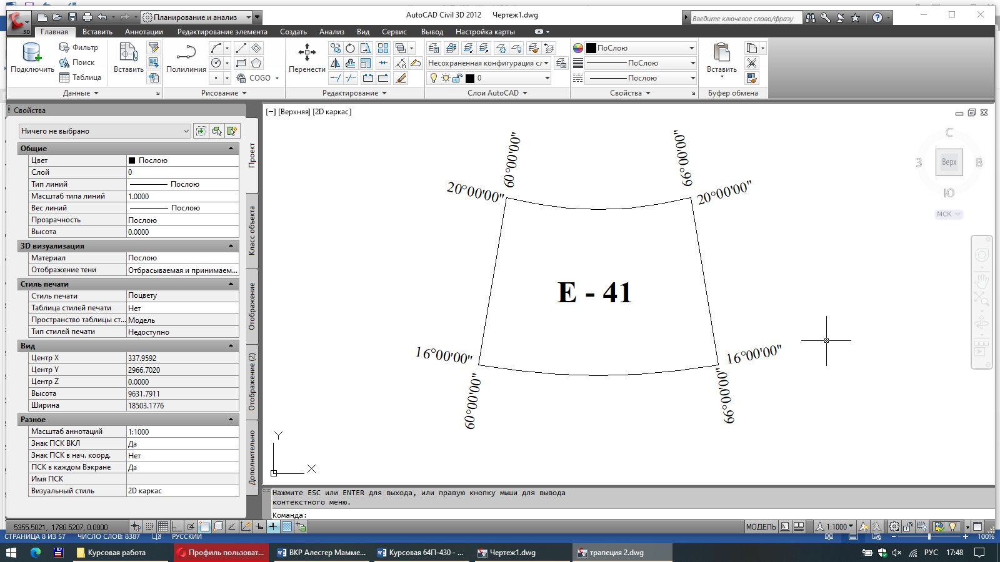 AutoCAD Civil 3D 2012 Чертеж1.dwg
Планирование и анализ
Введите ключевое слово/фразу
3D
Главная Вставить Аннотации Редактирование элемента Создать Анализ Вид Сервис Вывод Настройка карты
Подключить
Фильтр
Поиск
Таблица
Данные
Вставить
Полилиния
COGO
Рисование
Перенести
Редактирование
Несохраненная конфигурация сл
0
Слои AutoCAD
ПоСлою
ПоСлою
Послою
Свойства
Вставить
Буфер обмена
Свойства
Ничего не выбрано
Общие
Цвет Послою
Слой 0
Тип линий Послою
Масштаб типа линий 1.0000
Вес линий Послою
Прозрачность Послою
Высота 0.0000
3D визуализация
Материал Послою
Отображение тени Отбрасываемая и принимаем...
Стиль печати
Стиль печати Поцвету
Таблица стилей печати Нет
Пространство таблицы ст... Модель
Тип стилей печати Недоступно
Вид
Центр X 337.9592
Центр Y 2966.7020
Центр Z 0.0000
Высота 9631.7911
Ширина 18503.1776
Разное
Масштаб аннотаций 1:1000
Знак ПСК ВКЛ Да
Знак ПСК в нач. коорд. Нет
ПСК в каждом Вэкране Да
Имя ПСК
Визуальный стиль 2D каркас
Проект
Класс объекта
Отображение
Отображение (2)
Дополнительно
[−] [Верхняя] [2D каркас]
60°00'00"
66°00'00"
20°00'00"
20°00'00"
E - 41
16°00'00"
16°00'00"
60°00'00"
66°00'00"
С
З Верх В
Ю
МСК
Y
X
Нажмите ESC или ENTER для выхода, или правую кнопку мыши для вывода
контекстного меню.
Команда:
5355.5021, 1780.5207, 0.0000
МОДЕЛЬ
1:1000
СТРАНИЦА 8 ИЗ 57 ЧИСЛО СЛОВ: 8387 РУССКИЙ
100%
Курсовая работа
Профиль пользоват...
ВКР Алесгер Мамме...
Курсовая 64П-430 - ...
Чертеж1.dwg
трапеция 2.dwg
РУС 17:48